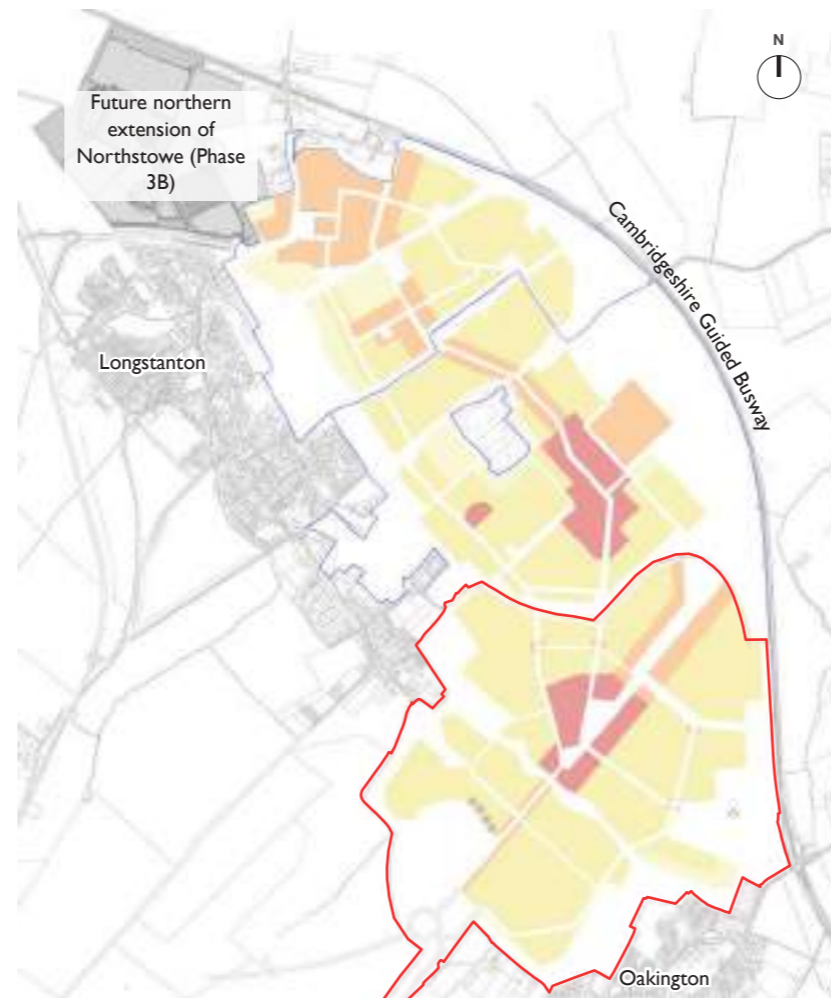 N
Future northern
extension of
Northstowe (Phase
3B)
Cambridgeshire Guided Busway
Longstanton
Oakington